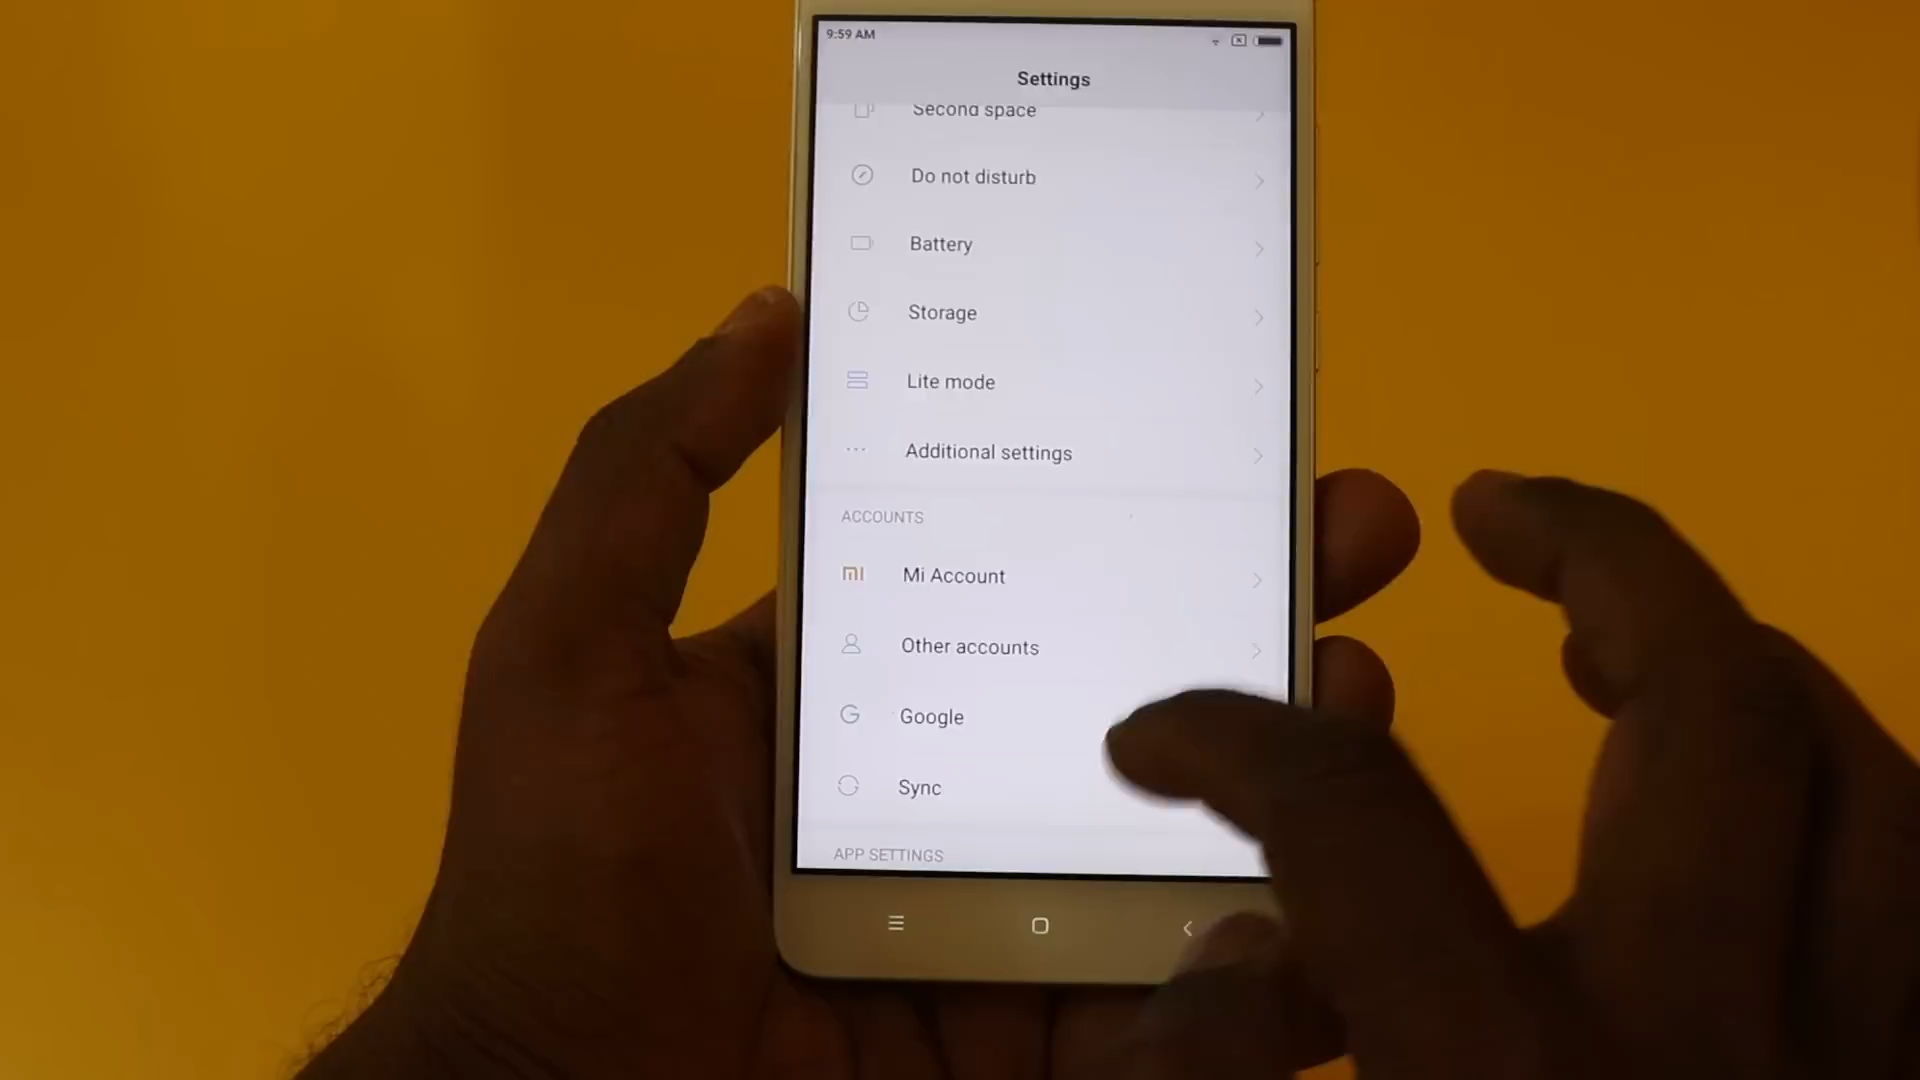 9:59 AM
Settings
Second space
Do not disturb
Battery
Storage
Lite mode
Additional settings
ACCOUNTS
Mi Account
Other accounts
Google
Sync
APP SETTINGS